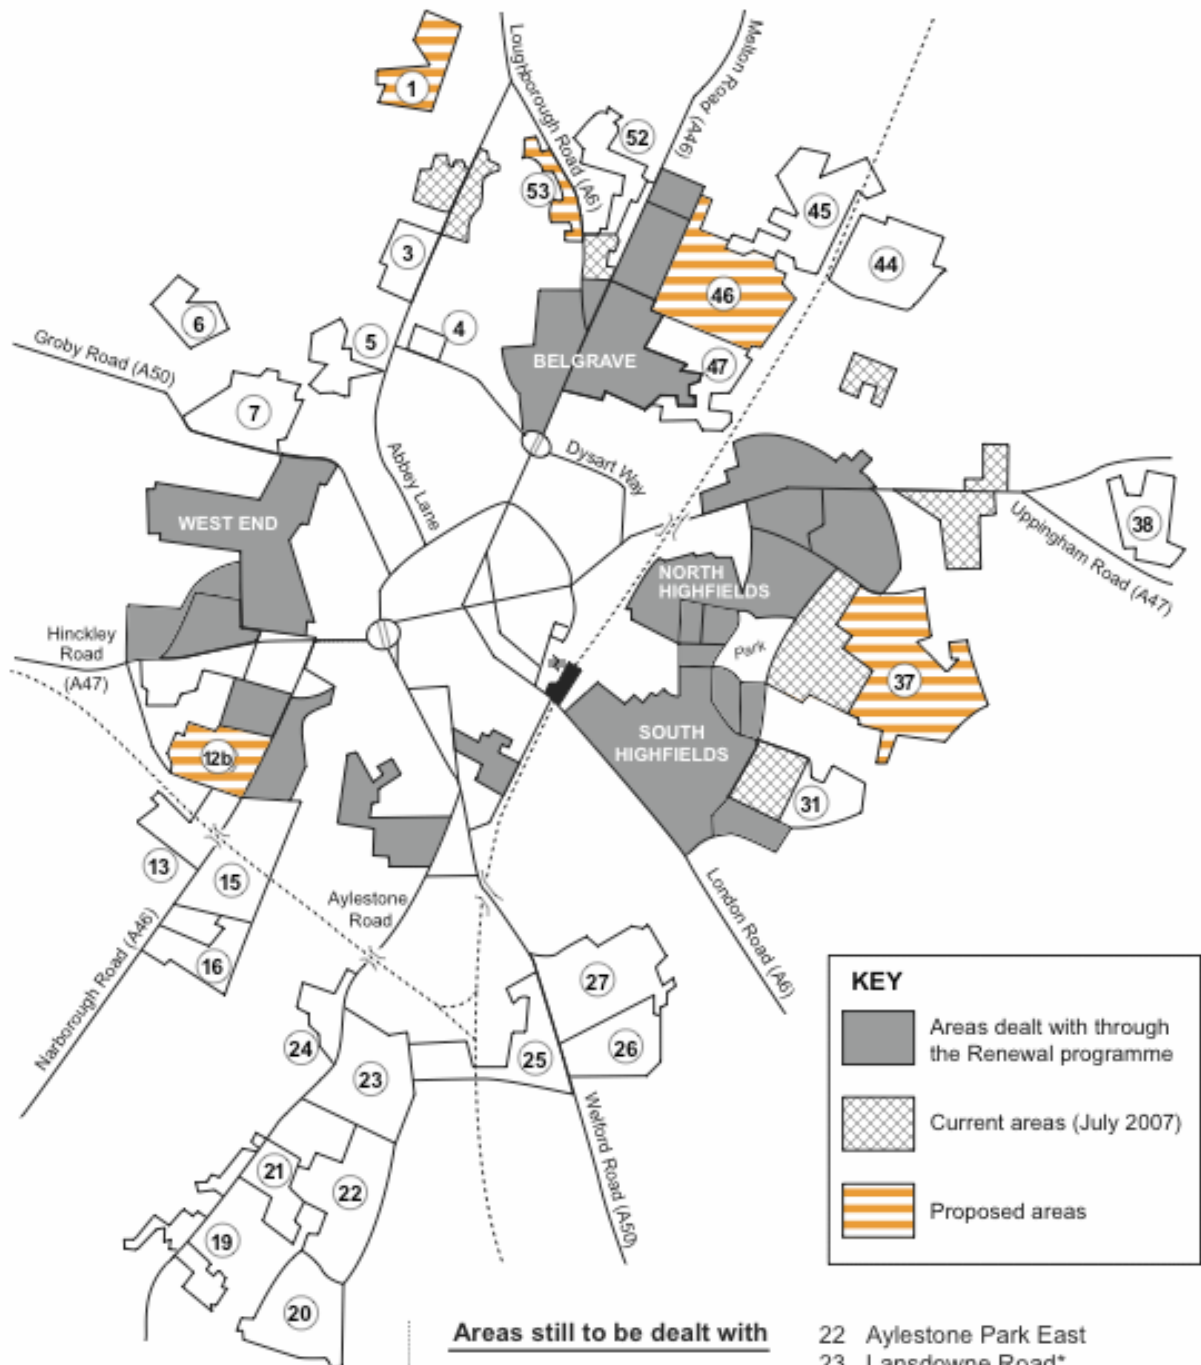 Loughborough Road (A6)
Melton Road (A46)
1
52
53
45
3
44
46
6
5
4
Groby Road (A50)
BELGRAVE
47
7
Abbey Lane
Dysart Way
WEST END
38
Uppingham Road (A47)
NORTH
HIGHFIELDS
Hinckley
Road
(A47)
Park
37
SOUTH
HIGHFIELDS
12b
31
13
15
Aylestone
Road
London Road (A6)
16
27
Narborough Road (A46)
24
25
26
23
Welford Road (A50)
21
22
19
20
KEY
Areas dealt with through
the Renewal programme
Current areas (July 2007)
Proposed areas
Areas still to be dealt with
22 Aylestone Park East
23 Lansdowne Road*